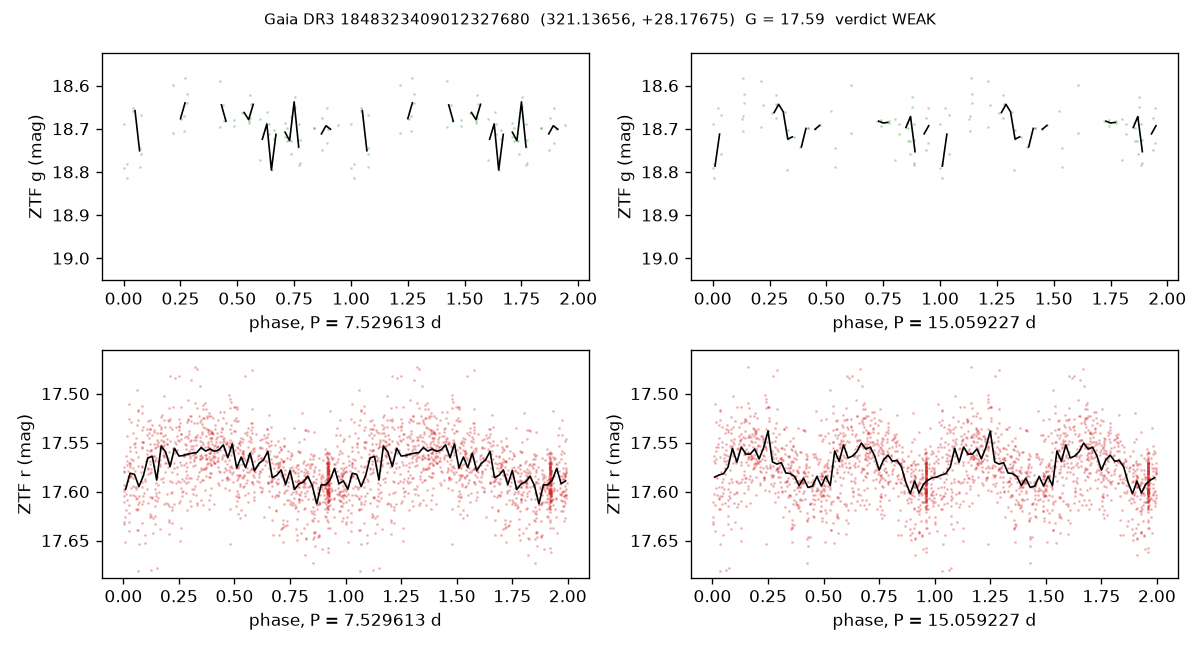 Gaia DR3 1848323409012327680  (321.13656, +28.17675)  G = 17.59  verdict WEAK
ZTF g (mag)
18.6
18.7
18.8
18.9
19.0
0.00 0.25 0.50 0.75 1.00 1.25 1.50 1.75 2.00
phase, P = 7.529613 d
ZTF g (mag)
18.6
18.7
18.8
18.9
19.0
0.00 0.25 0.50 0.75 1.00 1.25 1.50 1.75 2.00
phase, P = 15.059227 d
ZTF r (mag)
17.50
17.55
17.60
17.65
0.00 0.25 0.50 0.75 1.00 1.25 1.50 1.75 2.00
phase, P = 7.529613 d
ZTF r (mag)
17.50
17.55
17.60
17.65
0.00 0.25 0.50 0.75 1.00 1.25 1.50 1.75 2.00
phase, P = 15.059227 d